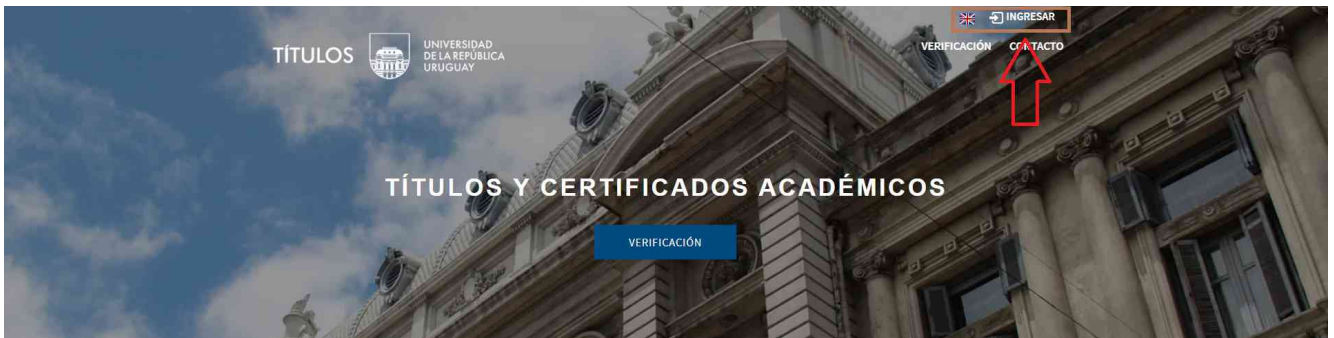 INGRESAR
TÍTULOS
UNIVERSIDAD
DE LA REPÚBLICA
URUGUAY
VERIFICACIÓN CONTACTO
TÍTULOS Y CERTIFICADOS ACADÉMICOS
VERIFICACIÓN